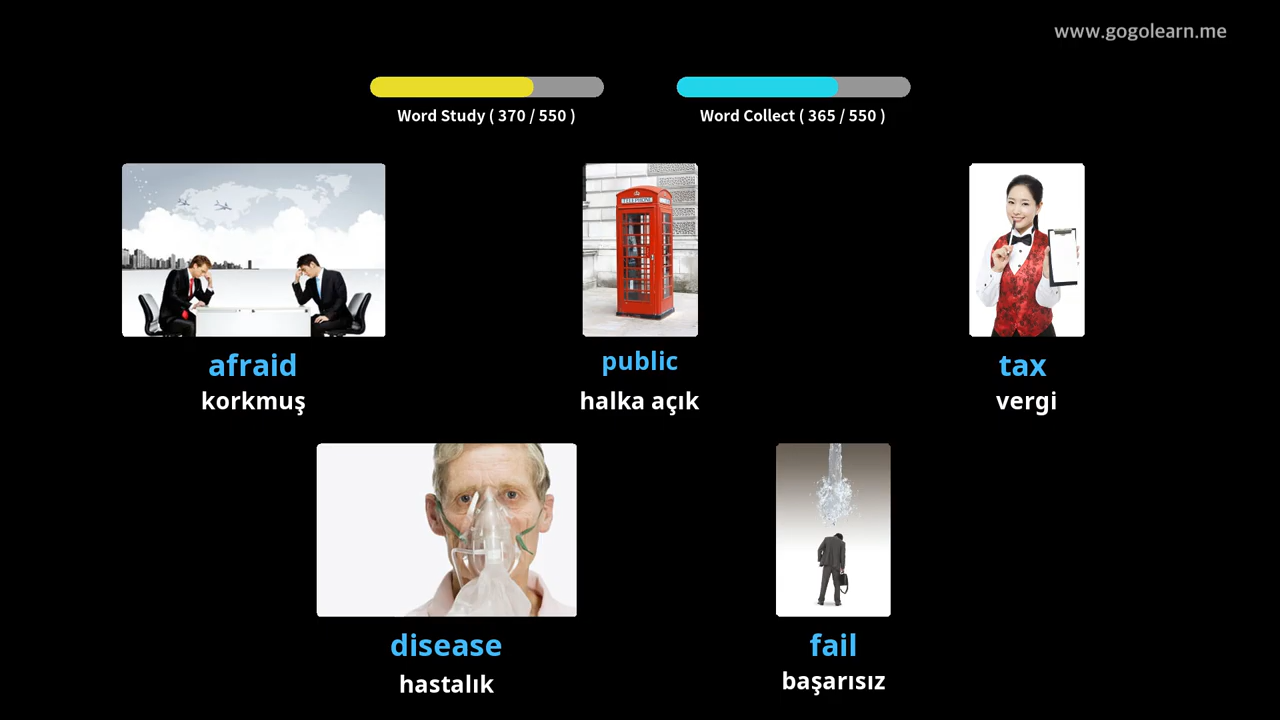 www.gogolearn.me
Word Study ( 370 / 550 )
Word Collect ( 365 / 550 )
TELEPHONE
afraid
korkmuş
public
halka açık
tax
vergi
disease
hastalık
fail
başarısız